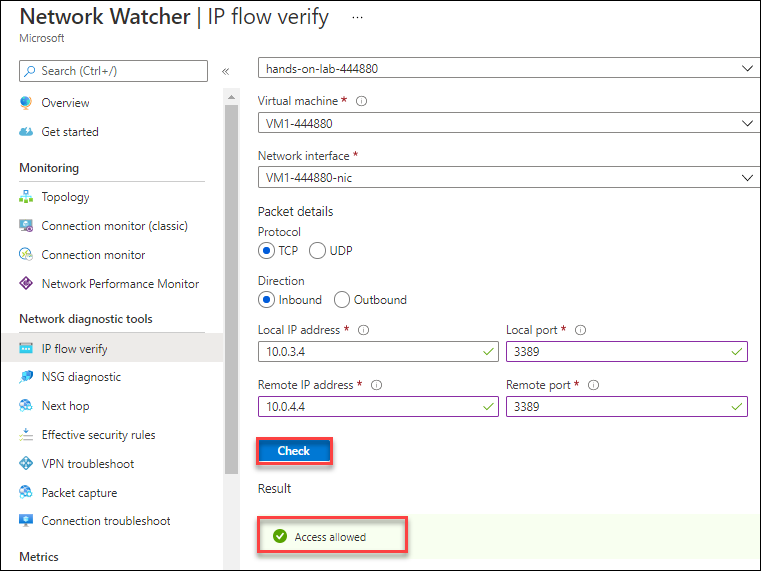 Network Watcher | IP flow verify ...
Microsoft
Search (Ctrl+/)
«
Overview
Get started
Monitoring
Topology
Connection monitor (classic)
Connection monitor
Network Performance Monitor
Network diagnostic tools
IP flow verify
NSG diagnostic
Next hop
Effective security rules
VPN troubleshoot
Packet capture
Connection troubleshoot
Metrics
hands-on-lab-444880
Virtual machine *
VM1-444880
Network interface *
VM1-444880-nic
Packet details
Protocol
TCP UDP
Direction
Inbound Outbound
Local IP address * Local port *
10.0.3.4 3389
Remote IP address * Remote port *
10.0.4.4 3389
Check
Result
Access allowed